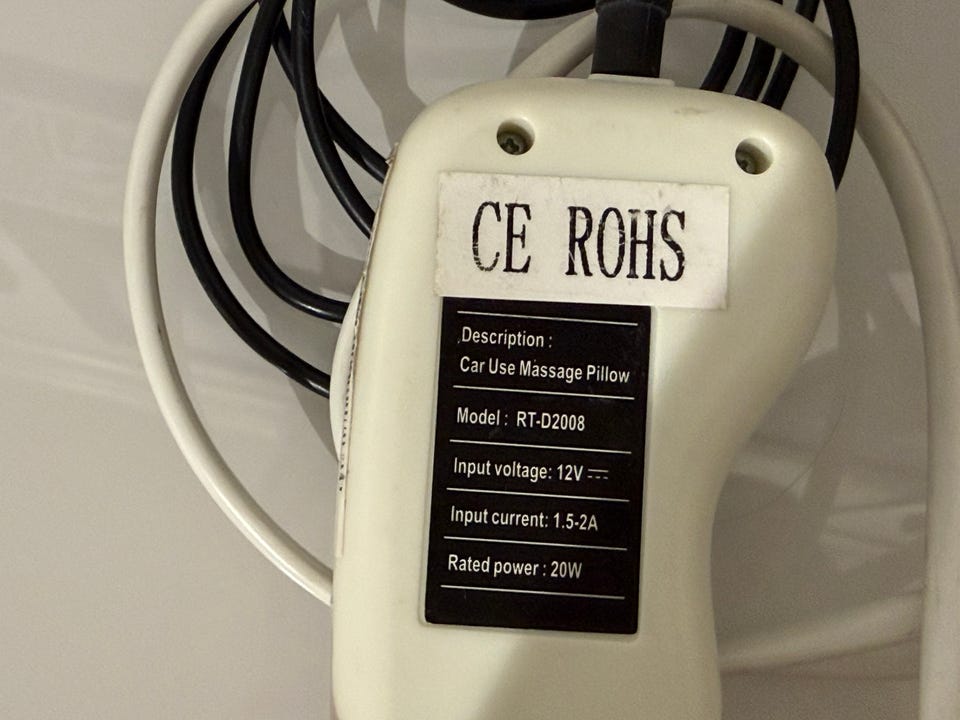 CE ROHS
Description :
Car Use Massage Pillow
Model : RT-D2008
Input voltage: 12V ⎓
Input current: 1.5-2A
Rated power : 20W